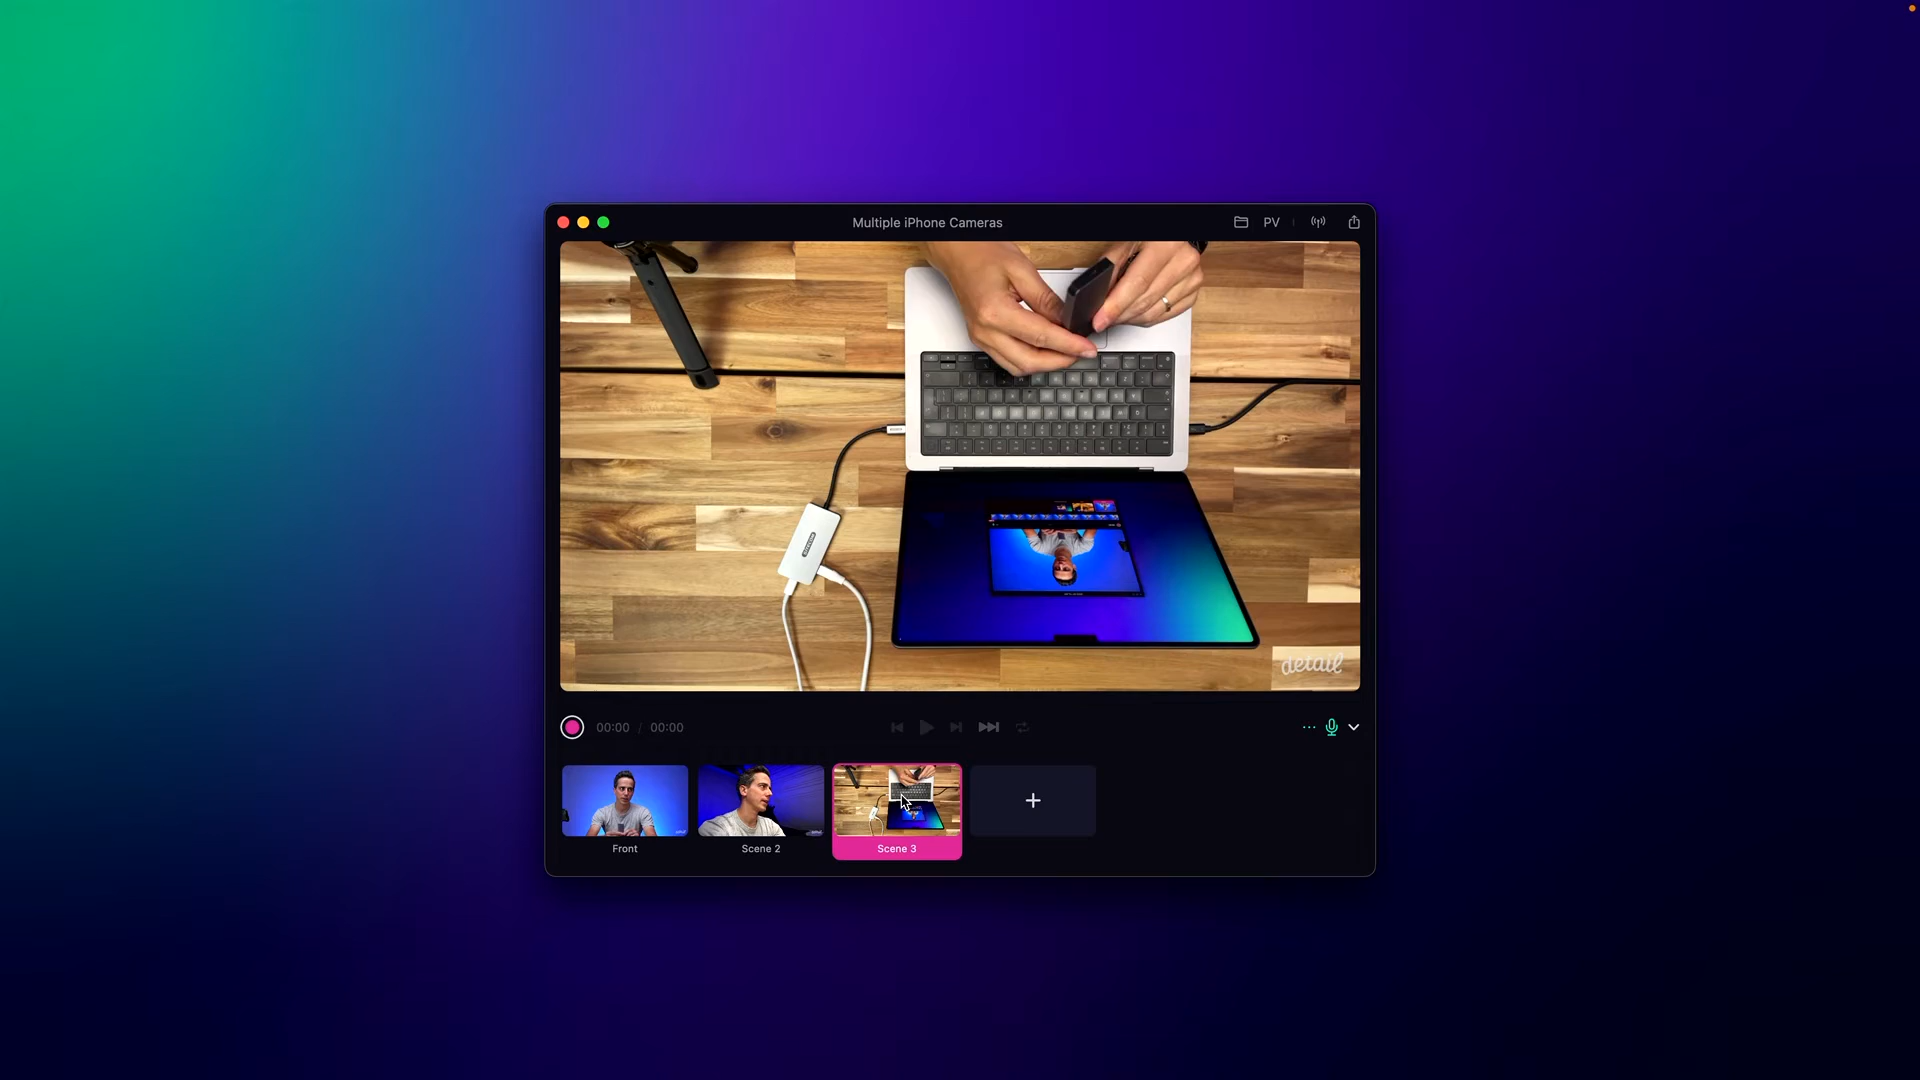 Multiple iPhone Cameras
PV
detail
00:00 / 00:00
Front
Scene 2
Scene 3